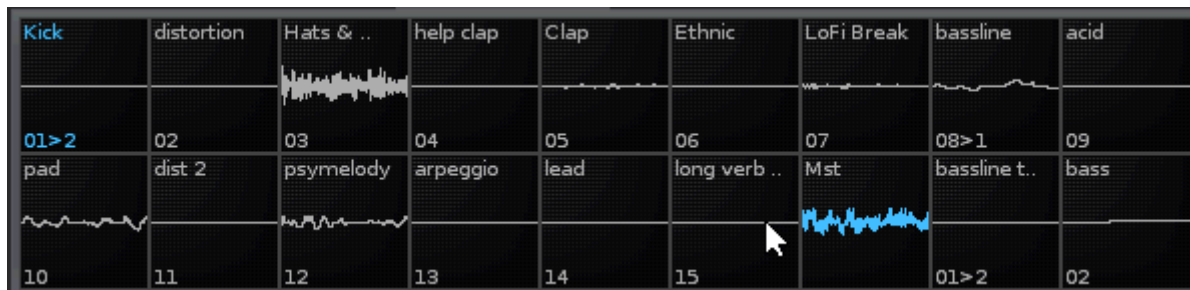 Kick distortion Hats & .. help clap Clap Ethnic LoFi Break bassline acid
01>2 02 03 04 05 06 07 08>1 09
pad dist 2 psymelody arpeggio lead long verb .. Mst bassline t.. bass
10 11 12 13 14 15 01>2 02